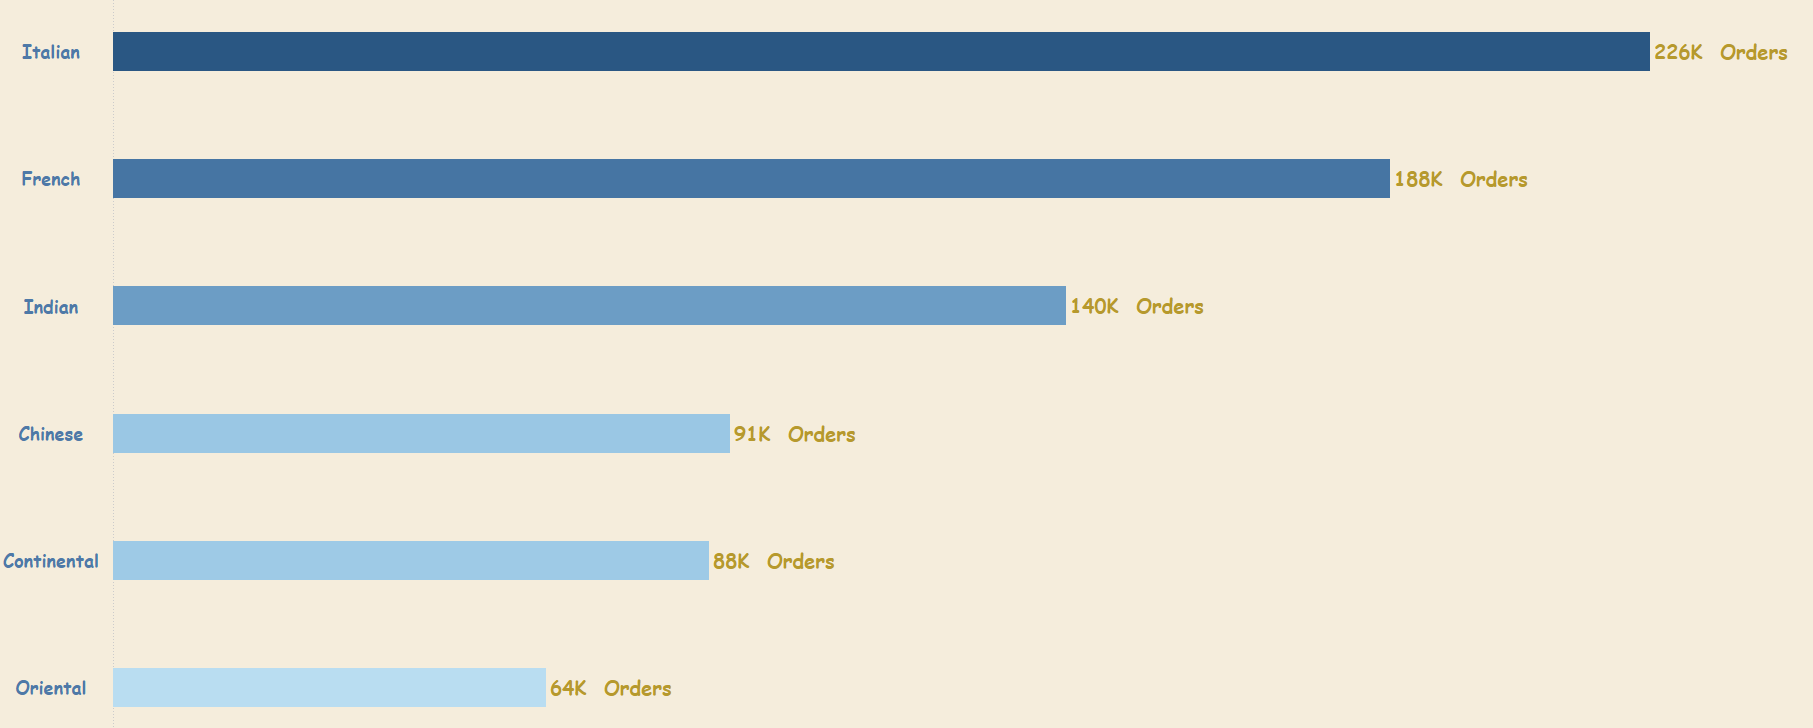 Italian 226K Orders
French 188K Orders
Indian 140K Orders
Chinese 91K Orders
Continental 88K Orders
Oriental 64K Orders